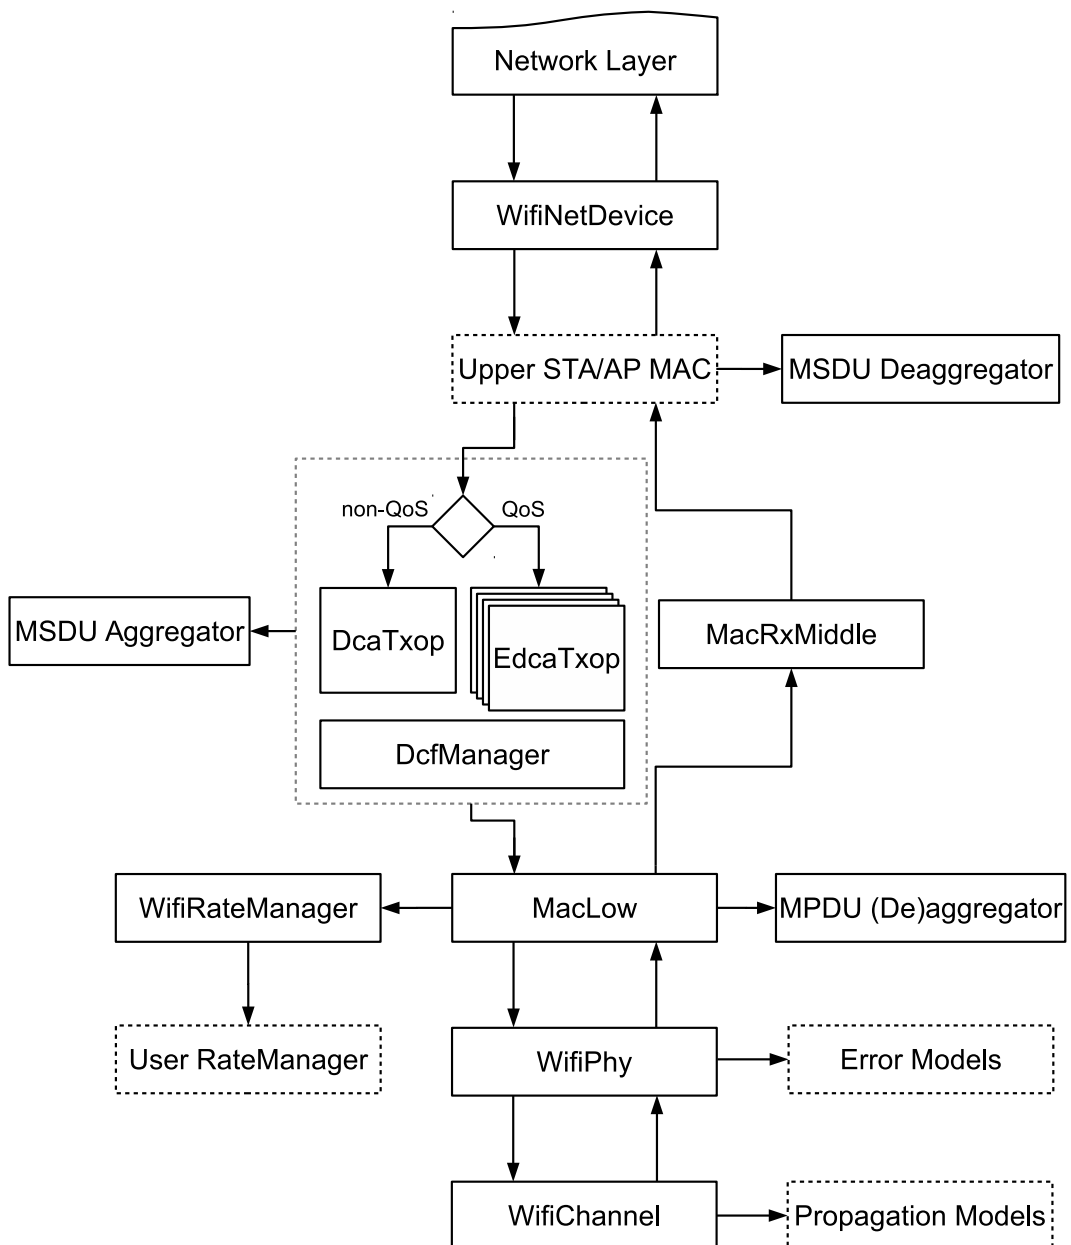 Network Layer
WifiNetDevice
Upper STA/AP MAC
MSDU Deaggregator
non-QoS
QoS
MSDU Aggregator
DcaTxop
EdcaTxop
MacRxMiddle
DcfManager
WifiRateManager
MacLow
MPDU (De)aggregator
User RateManager
WifiPhy
Error Models
WifiChannel
Propagation Models